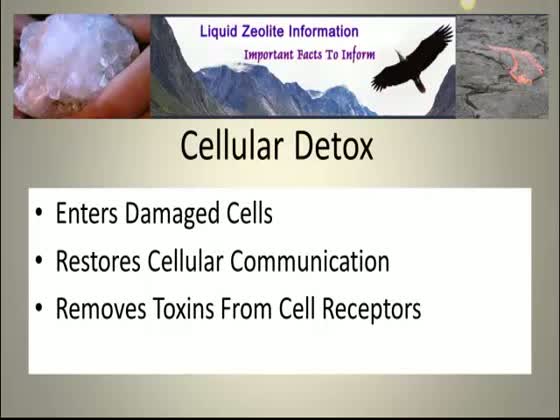 Liquid Zeolite Information
Important Facts To Inform
Cellular Detox
• Enters Damaged Cells
• Restores Cellular Communication
• Removes Toxins From Cell Receptors